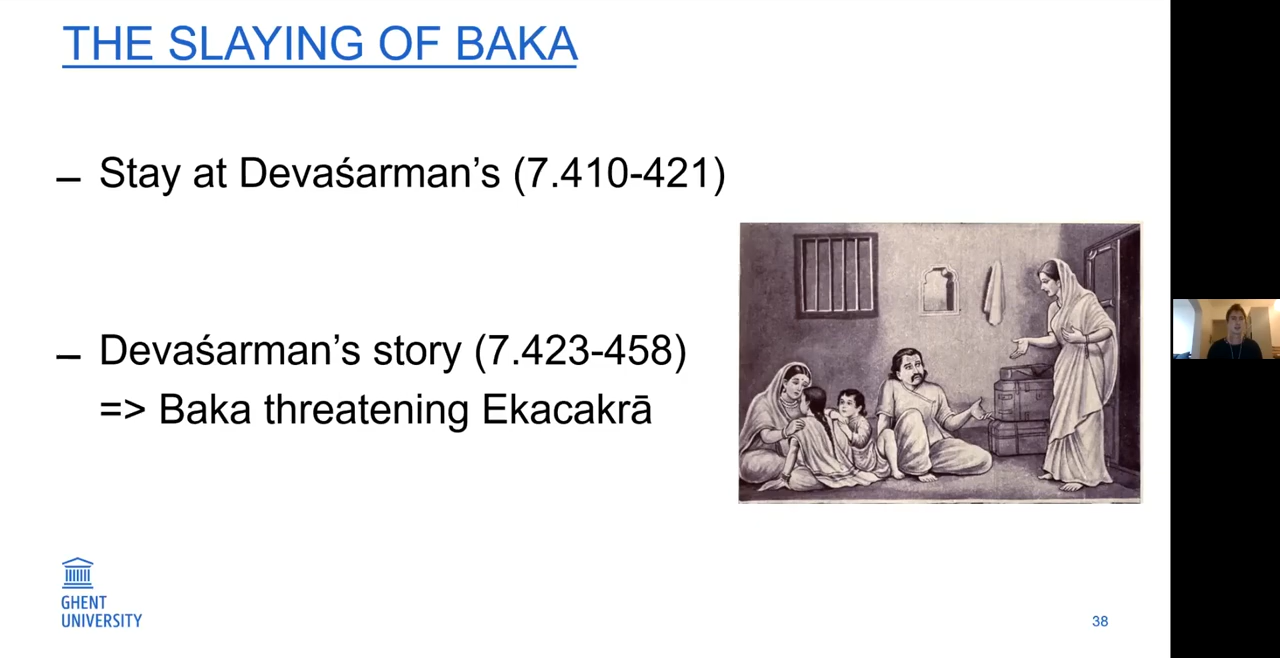 THE SLAYING OF BAKA
– Stay at Devaśarman’s (7.410-421)
– Devaśarman’s story (7.423-458)
=> Baka threatening Ekacakrā
GHENT
UNIVERSITY
38